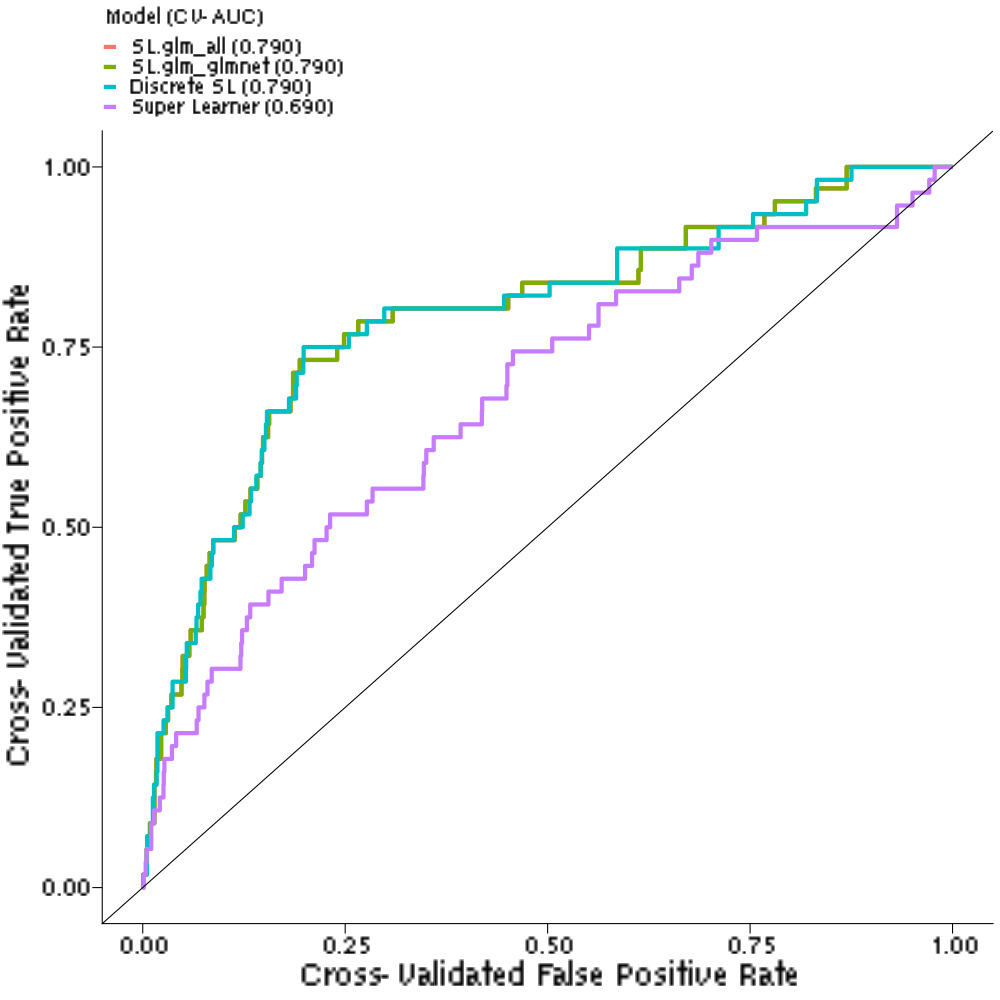 Model (CV- AUC)
SL.glm_all (0.790)
SL.glm_glmnet (0.790)
Discrete SL (0.790)
Super Learner (0.690)
1.00
0.75
0.50
0.25
0.00
Cross- Validated True Positive Rate
0.00 0.25 0.50 0.75 1.00
Cross- Validated False Positive Rate